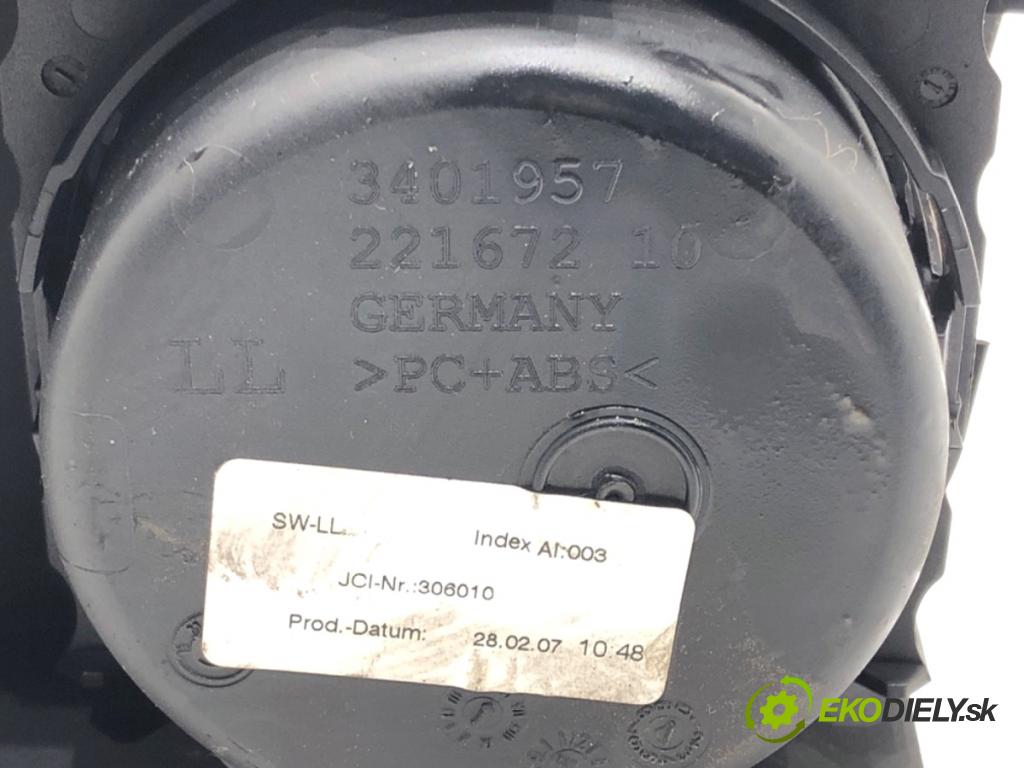 3401957
221672 10
GERMANY
LL >PC+ABS<
SW-LL Index AI:003
JCI-Nr.:306010
Prod.-Datum: 28.02.07 10:48
EKODIELY.sk